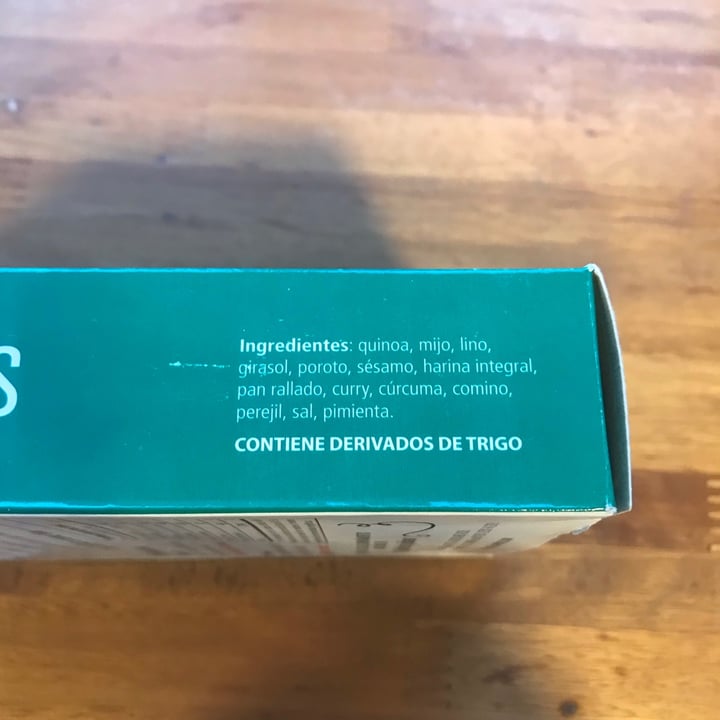 S
Ingredientes: quinoa, mijo, lino,
girasol, poroto, sésamo, harina integral,
pan rallado, curry, cúrcuma, comino,
perejil, sal, pimienta.
CONTIENE DERIVADOS DE TRIGO